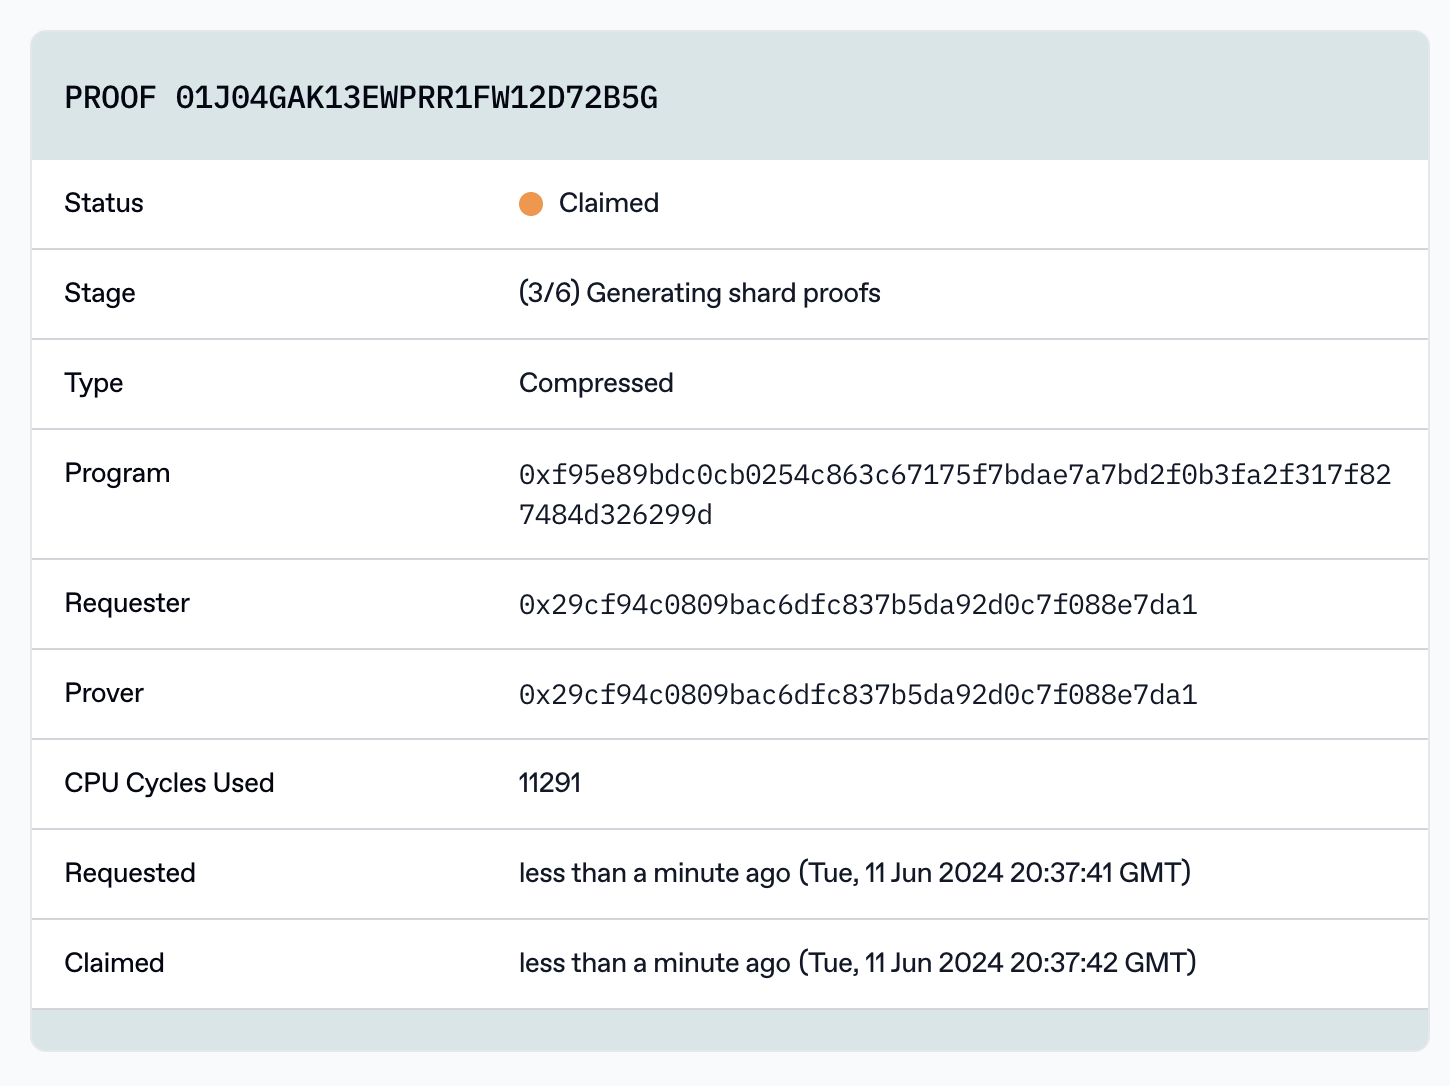 PROOF 01J04GAK13EWPRR1FW12D72B5G
Status Claimed
Stage (3/6) Generating shard proofs
Type Compressed
Program 0xf95e89bdc0cb0254c863c67175f7bdae7a7bd2f0b3fa2f317f82
7484d326299d
Requester 0x29cf94c0809bac6dfc837b5da92d0c7f088e7da1
Prover 0x29cf94c0809bac6dfc837b5da92d0c7f088e7da1
CPU Cycles Used 11291
Requested less than a minute ago (Tue, 11 Jun 2024 20:37:41 GMT)
Claimed less than a minute ago (Tue, 11 Jun 2024 20:37:42 GMT)